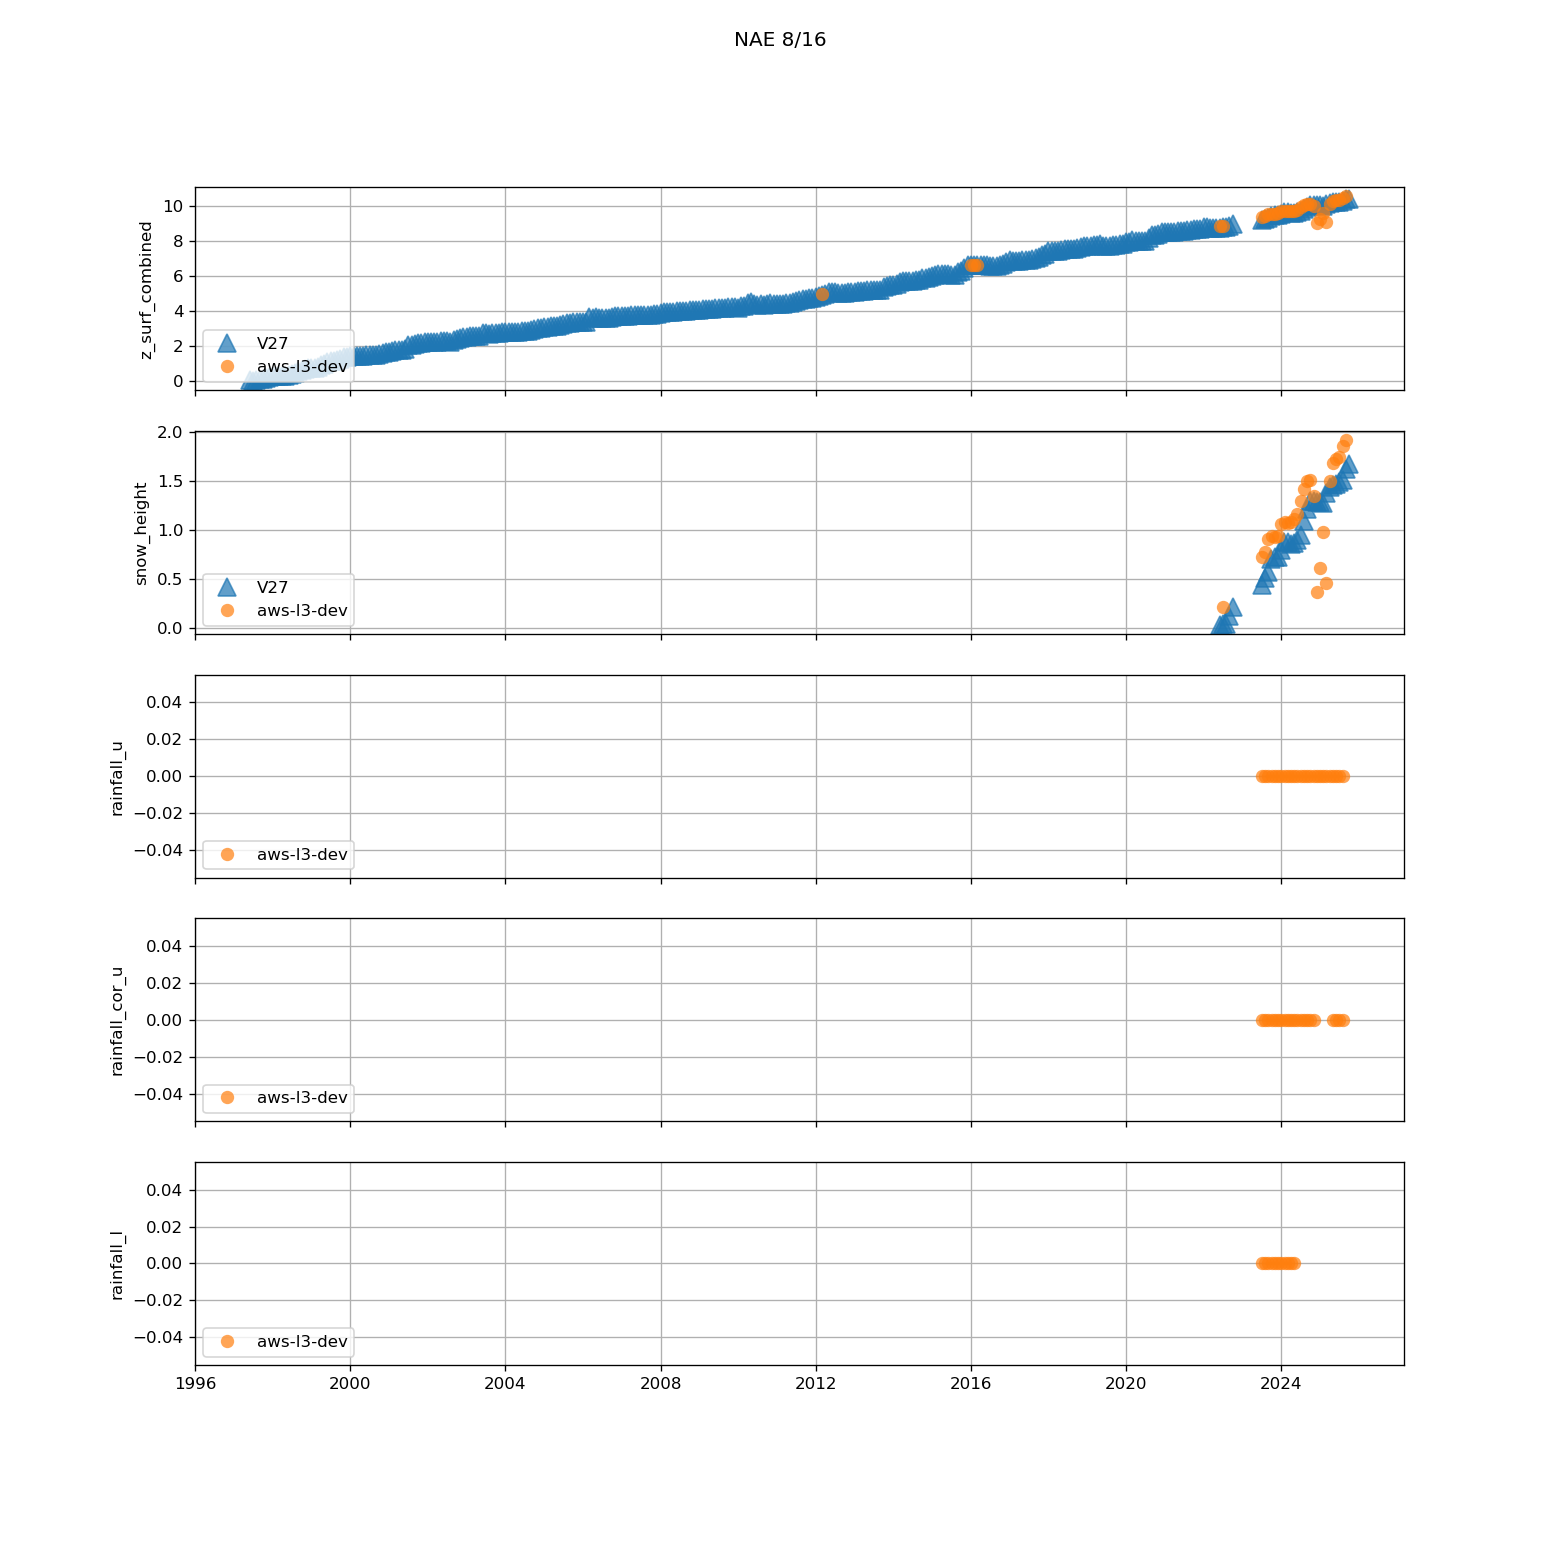 NAE 8/16
z_surf_combined
10
8
6
4
2
0
V27
aws-l3-dev
snow_height
2.0
1.5
1.0
0.5
0.0
V27
aws-l3-dev
rainfall_u
0.04
0.02
0.00
−0.02
−0.04
aws-l3-dev
rainfall_cor_u
0.04
0.02
0.00
−0.02
−0.04
aws-l3-dev
rainfall_l
0.04
0.02
0.00
−0.02
−0.04
aws-l3-dev
1996 2000 2004 2008 2012 2016 2020 2024